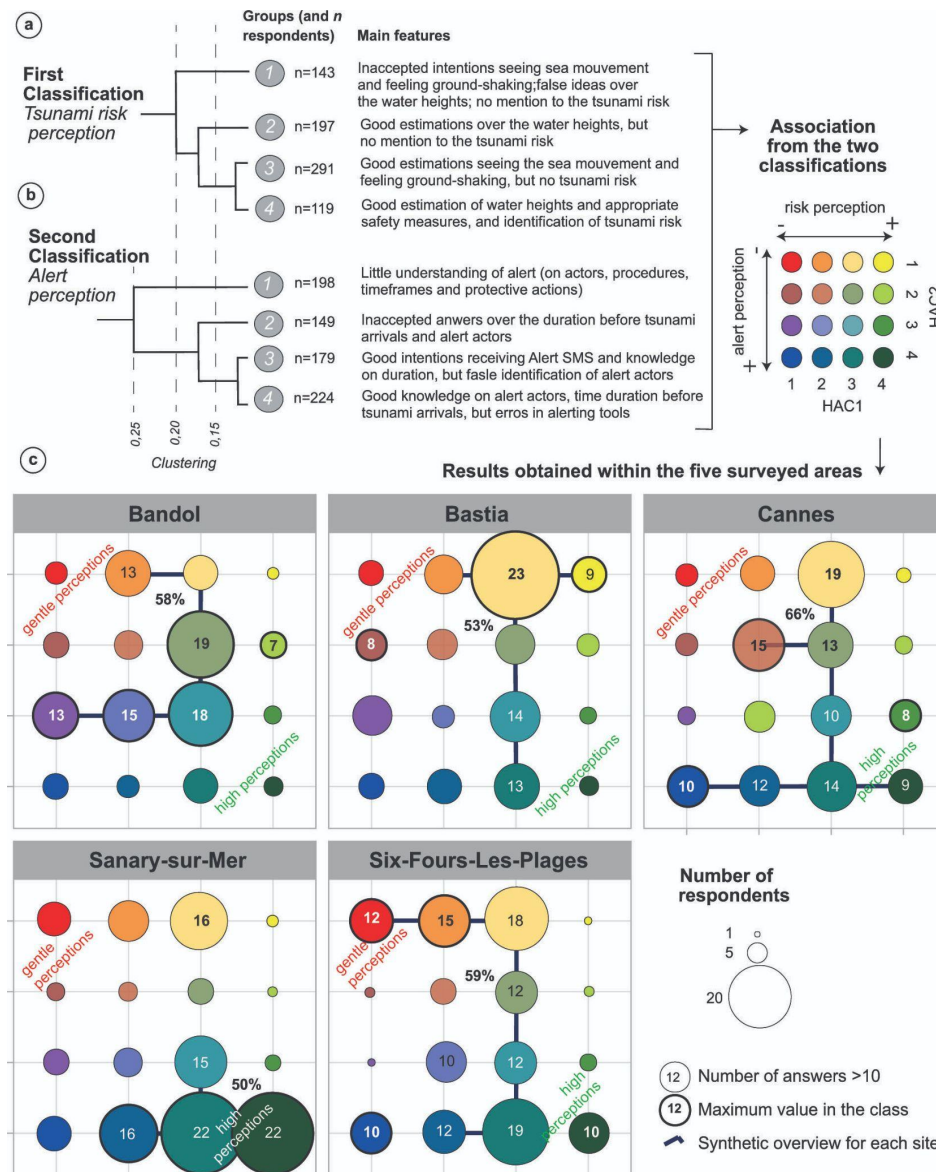 a
Groups (and n
respondents)
Main features
First
Classification
Tsunami risk
perception
1
n=143
Inaccepted intentions seeing sea mouvement
and feeling ground-shaking;false ideas over
the water heights; no mention to the tsunami risk
2
n=197
Good estimations over the water heights, but
no mention to the tsunami risk
3
n=291
Good estimations seeing the sea mouvement and
feeling ground-shaking, but no tsunami risk
4
n=119
Good estimation of water heights and appropriate
safety measures, and identification of tsunami risk
b
Second
Classification
Alert
perception
1
n=198
Little understanding of alert (on actors, procedures,
timeframes and protective actions)
2
n=149
Inaccepted anwers over the duration before tsunami
arrivals and alert actors
3
n=179
Good intentions receiving Alert SMS and knowledge
on duration, but fasle identification of alert actors
4
n=224
Good knowledge on alert actors, time duration before
tsunami arrivals, but erros in alerting tools
0,25
0,20
0,15
Clustering
Association
from the two
classifications
risk perception
- +
alert perception
- +
1
2
3
4
HAC2
1 2 3 4
HAC1
c
Results obtained within the five surveyed areas
Bandol
gentle perceptions
13
58%
19
7
13
15
18
high perceptions
Bastia
gentle perceptions
23
9
53%
8
14
13
high perceptions
Cannes
gentle perceptions
19
66%
15
13
10
8
high
perceptions
10
12
14
9
Sanary-sur-Mer
gentle
perceptions
16
15
50%
16
22
high
perceptions
22
Six-Fours-Les-Plages
12
15
18
gentle
perceptions
59%
12
10
12
high
perceptions
10
12
19
10
Number of
respondents
1
5
20
12
Number of answers >10
12
Maximum value in the class
Synthetic overview for each site